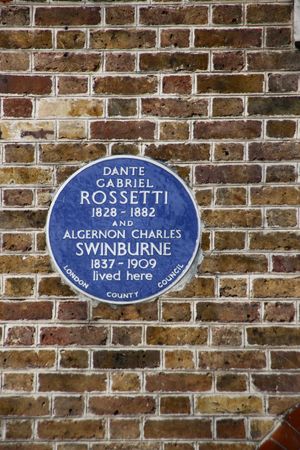 DANTE
GABRIEL
ROSSETTI
1828 - 1882
AND
ALGERNON CHARLES
SWINBURNE
1837 - 1909
lived here
LONDON COUNTY COUNCIL